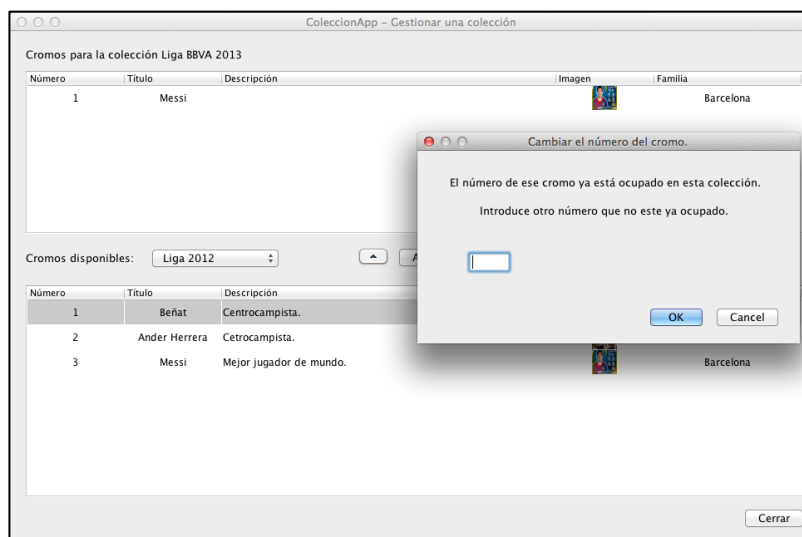 ColeccionApp – Gestionar una colección
Cromos para la colección Liga BBVA 2013
Número Título Descripción Imagen Familia
1 Messi Barcelona
Cambiar el número del cromo.
El número de ese cromo ya está ocupado en esta colección.
Introduce otro número que no este ya ocupado.
OK Cancel
Cromos disponibles: Liga 2012 A
Número Título Descripción
1 Beñat Centrocampista.
2 Ander Herrera Cetrocampista.
3 Messi Mejor jugador de mundo. Barcelona
Cerrar